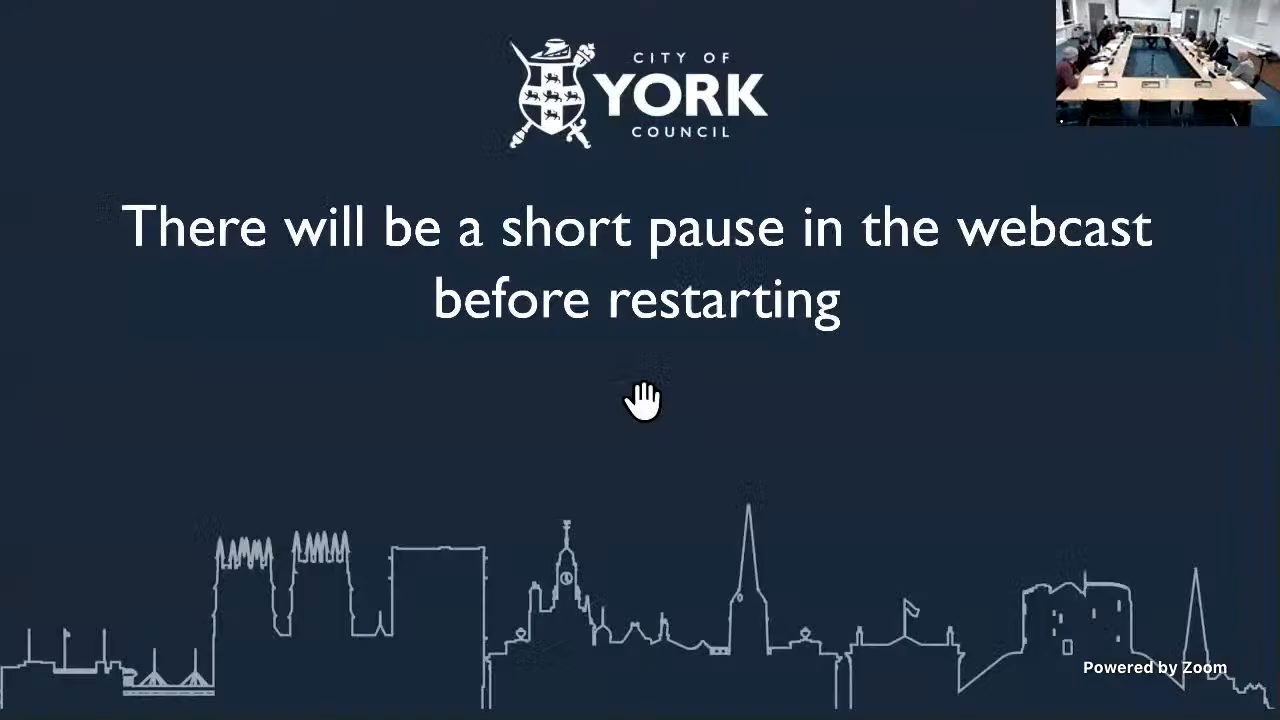 CITY OF
YORK
COUNCIL
There will be a short pause in the webcast
before restarting
Powered by Zoom